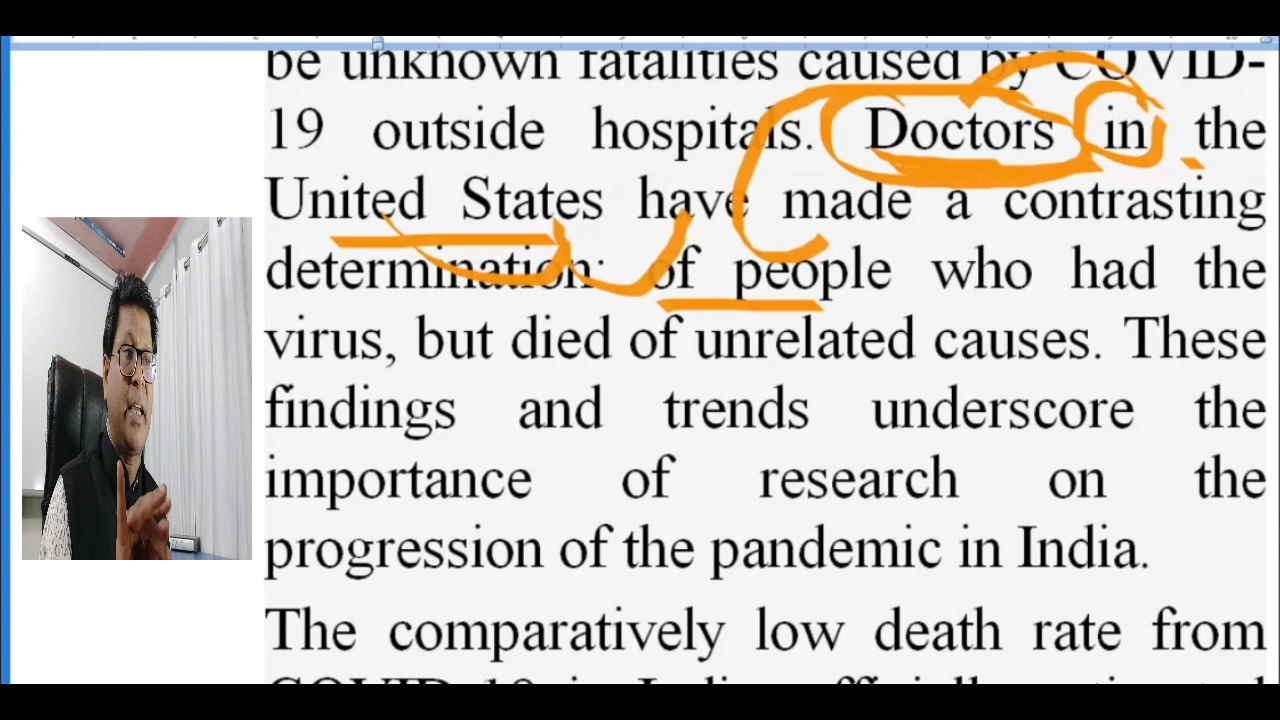 be unknown fatalities caused by COVID-
19 outside hospitals. Doctors in the
United States have made a contrasting
determination: of people who had the
virus, but died of unrelated causes. These
findings and trends underscore the
importance of research on the
progression of the pandemic in India.
The comparatively low death rate from